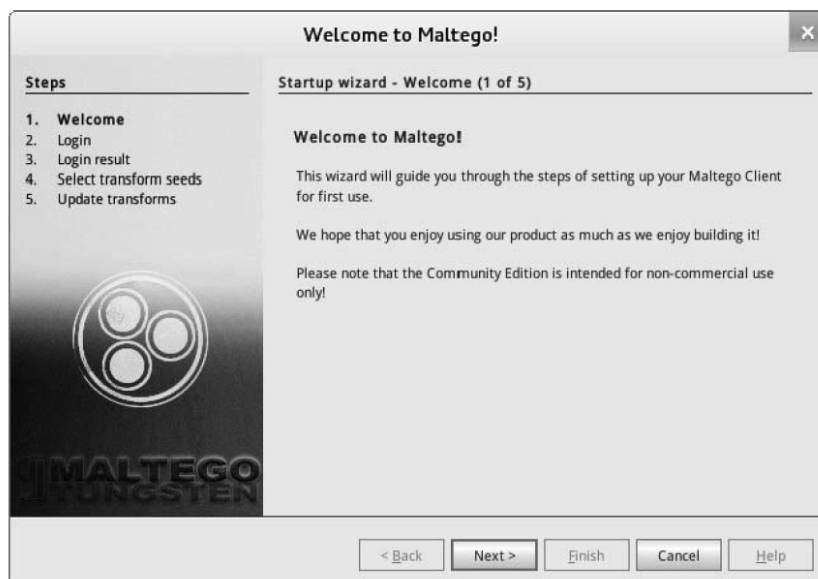 Welcome to Maltego!
×
Steps
1. Welcome
2. Login
3. Login result
4. Select transform seeds
5. Update transforms
MALTEGO
TUNGSTEN
Startup wizard - Welcome (1 of 5)
Welcome to Maltego!
This wizard will guide you through the steps of setting up your Maltego Client
for first use.
We hope that you enjoy using our product as much as we enjoy building it!
Please note that the Community Edition is intended for non-commercial use
only!
< Back
Next >
Finish
Cancel
Help